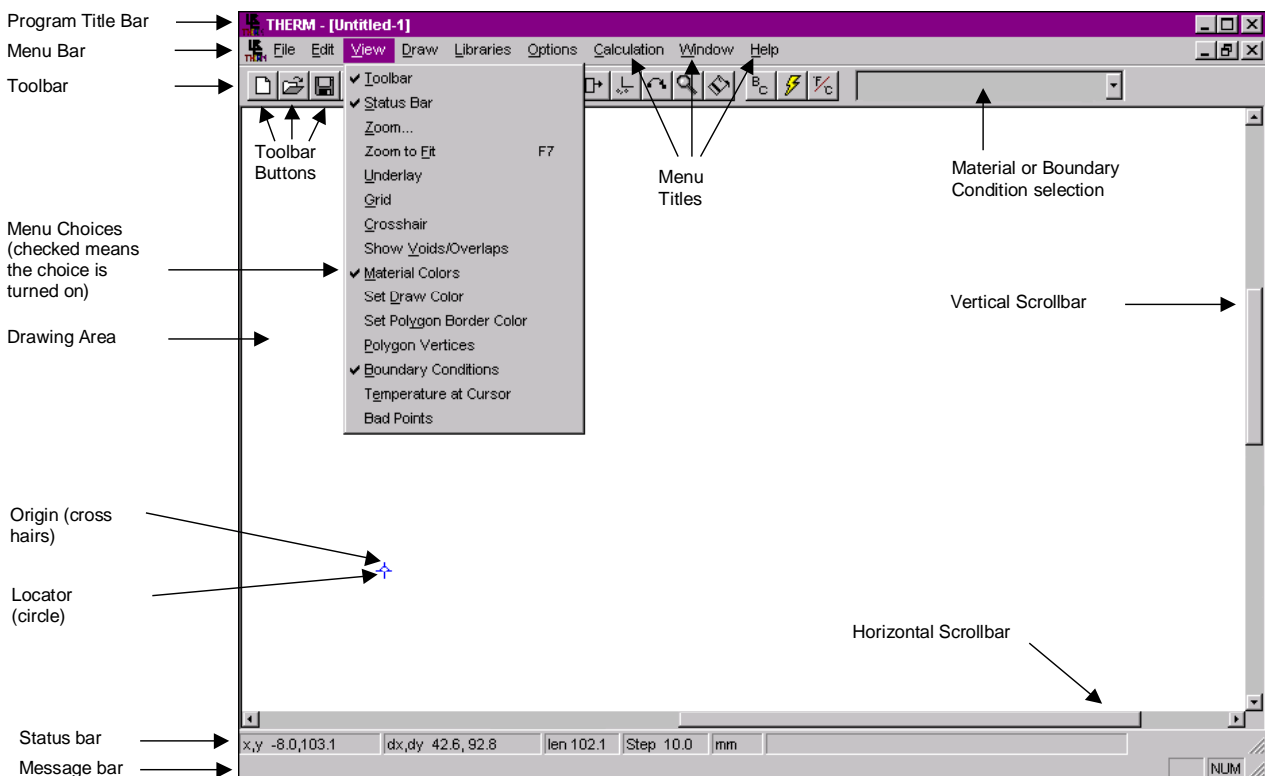 Program Title Bar
THERM - [Untitled-1]
Menu Bar
File Edit View Draw Libraries Options Calculation Window Help
Toolbar
BC
°F/C
Toolbar
Status Bar
Zoom...
Zoom to Fit F7
Underlay
Grid
Crosshair
Show Voids/Overlaps
Material Colors
Set Draw Color
Set Polygon Border Color
Polygon Vertices
Boundary Conditions
Temperature at Cursor
Bad Points
Toolbar
Buttons
Menu
Titles
Material or Boundary
Condition selection
Menu Choices
(checked means
the choice is
turned on)
Vertical Scrollbar
Drawing Area
Origin (cross
hairs)
Locator
(circle)
Horizontal Scrollbar
Status bar
x,y -8.0,103.1 dx,dy 42.6, 92.8 len 102.1 Step 10.0 mm
Message bar
NUM